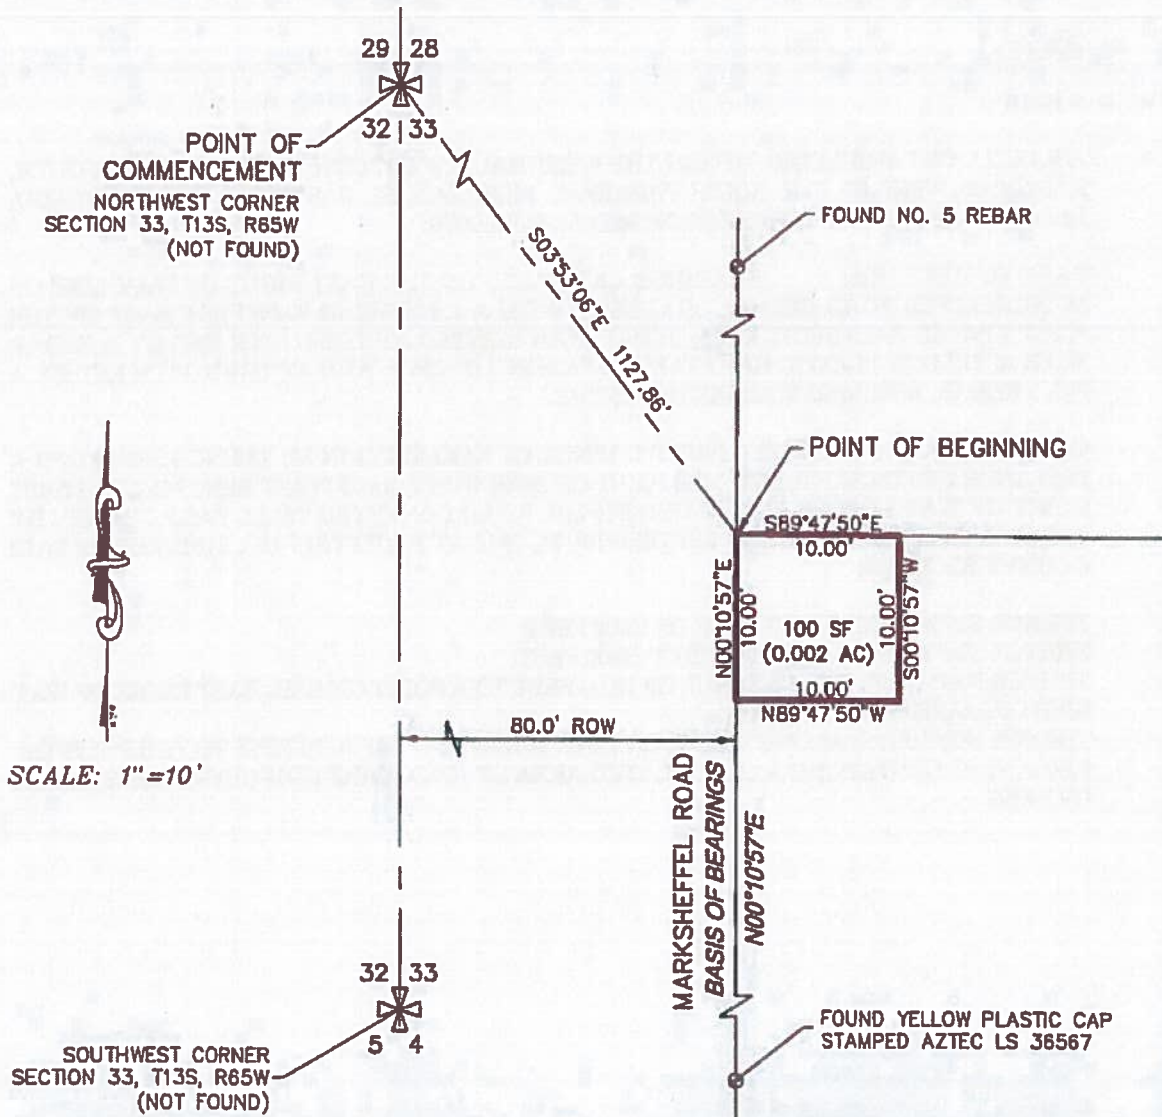 29 28
32 33
POINT OF
COMMENCEMENT
NORTHWEST CORNER
SECTION 33, T13S, R65W
(NOT FOUND)
FOUND NO. 5 REBAR
S03°53'06"E 1127.86'
POINT OF BEGINNING
S89°47'50"E
10.00'
N00°10'57"E
10.00'
100 SF
(0.002 AC)
10.00'
S00°10'57"W
10.00'
N89°47'50"W
80.0' ROW
SCALE: 1"=10'
MARKSHEFFEL ROAD
BASIS OF BEARINGS
N00°10'57"E
32 33
5 4
SOUTHWEST CORNER
SECTION 33, T13S, R65W
(NOT FOUND)
FOUND YELLOW PLASTIC CAP
STAMPED AZTEC LS 36567